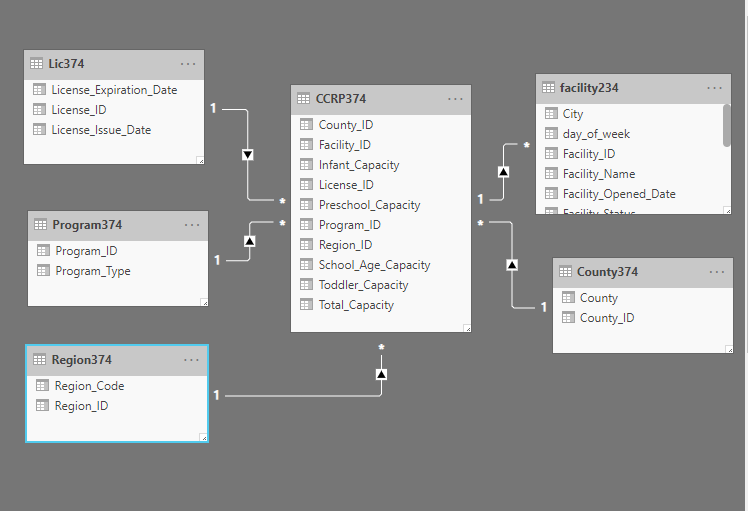 Lic374 ...
License_Expiration_Date
License_ID
License_Issue_Date
1
*
Program374 ...
Program_ID
Program_Type
1
*
Region374 ...
Region_Code
Region_ID
1
*
CCRP374 ...
County_ID
Facility_ID
Infant_Capacity
License_ID
Preschool_Capacity
Program_ID
Region_ID
School_Age_Capacity
Toddler_Capacity
Total_Capacity
1
*
facility234 ...
City
day_of_week
Facility_ID
Facility_Name
Facility_Opened_Date
Facility_Status
*
1
County374 ...
County
County_ID